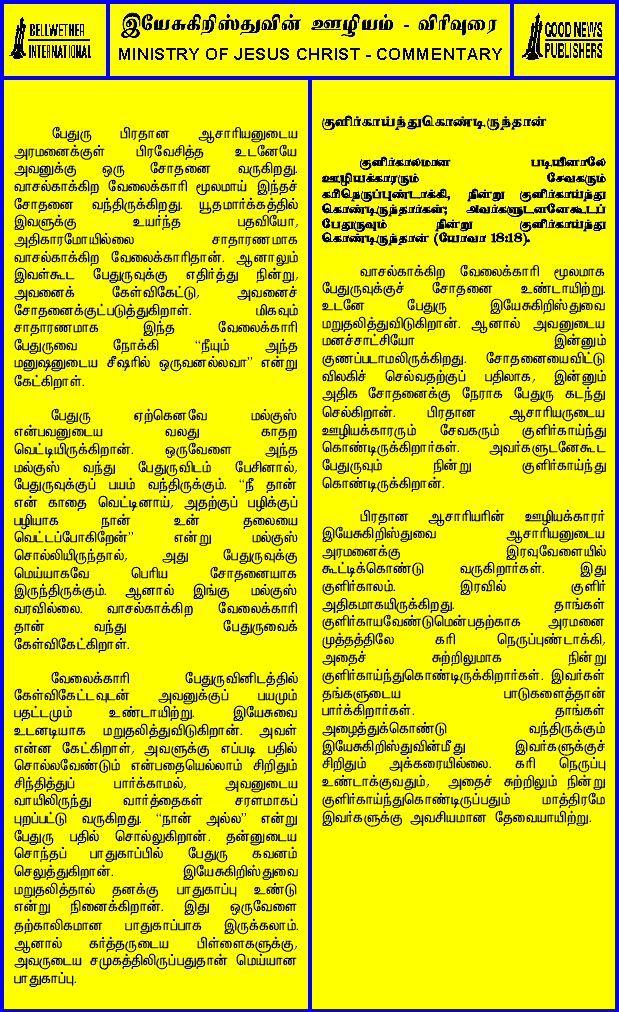 BELLWETHER
INTERNATIONAL
இயேசுகிறிஸ்துவின் ஊழியம் - விரிவுரை
MINISTRY OF JESUS CHRIST - COMMENTARY
GOOD NEWS
PUBLISHERS
பேதுரு பிரதான ஆசாரியனுடைய
அரமனைக்குள் பிரவேசித்த உடனேயே
அவனுக்கு ஒரு சோதனை வருகிறது.
வாசல்காக்கிற வேலைக்காரி மூலமாய் இந்தச்
சோதனை வந்திருக்கிறது. யூதமார்க்கத்தில்
இவளுக்கு உயர்ந்த பதவியோ,
அதிகாரமோயில்லை சாதாரணமாக
வாசல்காக்கிற வேலைக்காரிதான். ஆனாலும்
இவள்கூட பேதுருவுக்கு எதிர்த்து நின்று,
அவனைக் கேள்விகேட்டு, அவனைச்
சோதனைக்குட்படுத்துகிறாள். மிகவும்
சாதாரணமாக இந்த வேலைக்காரி
பேதுருவை நோக்கி “நீயும் அந்த
மனுஷனுடைய சீஷரில் ஒருவனல்லவா” என்று
கேட்கிறாள்.
பேதுரு ஏற்கெனவே மல்குஸ்
என்பவனுடைய வலது காதற
வெட்டியிருக்கிறான். ஒருவேளை அந்த
மல்குஸ் வந்து பேதுருவிடம் பேசினால்,
பேதுருவுக்குப் பயம் வந்திருக்கும். “நீ தான்
என் காதை வெட்டினாய், அதற்குப் பழிக்குப்
பழியாக நான் உன் தலையை
வெட்டப்போகிறேன்” என்று மல்குஸ்
சொல்லியிருந்தால், அது பேதுருவுக்கு
மெய்யாகவே பெரிய சோதனையாக
இருந்திருக்கும். ஆனால் இங்கு மல்குஸ்
வரவில்லை. வாசல்காக்கிற வேலைக்காரி
தான் வந்து பேதுருவைக்
கேள்விகேட்கிறாள்.
வேலைக்காரி பேதுருவினிடத்தில்
கேள்விகேட்டவுடன் அவனுக்குப் பயமும்
பதட்டமும் உண்டாயிற்று. இயேசுவை
உடனடியாக மறுதலித்துவிடுகிறான். அவள்
என்ன கேட்கிறாள், அவளுக்கு எப்படி பதில்
சொல்லவேண்டும் என்பதையெல்லாம் சிறிதும்
சிந்தித்துப் பார்க்காமல், அவனுடைய
வாயிலிருந்து வார்த்தைகள் சரளமாகப்
புறப்பட்டு வருகிறது. “நான் அல்ல” என்று
பேதுரு பதில் சொல்லுகிறான். தன்னுடைய
சொந்தப் பாதுகாப்பில் பேதுரு கவனம்
செலுத்துகிறான். இயேசுகிறிஸ்துவை
மறுதலித்தால் தனக்கு பாதுகாப்பு உண்டு
என்று நினைக்கிறான். இது ஒருவேளை
தற்காலிகமான பாதுகாப்பாக இருக்கலாம்.
ஆனால் கர்த்தருடைய பிள்ளைகளுக்கு,
அவருடைய சமுகத்திலிருப்பதுதான் மெய்யான
பாதுகாப்பு.
குளிர்காய்ந்துகொண்டிருந்தான்
குளிர்காலமான படியினாலே
ஊழியக்காரரும் சேவகரும்
கரிநெருப்புண்டாக்கி, நின்று குளிர்காய்ந்து
கொண்டிருந்தார்கள்; அவர்களுடனேகூடப்
பேதுருவும் நின்று குளிர்காய்ந்து
கொண்டிருந்தான் (யோவா 18:18).
வாசல்காக்கிற வேலைக்காரி மூலமாக
பேதுருவுக்குச் சோதனை உண்டாயிற்று.
உடனே பேதுரு இயேசுகிறிஸ்துவை
மறுதலித்துவிடுகிறான். ஆனால் அவனுடைய
மனச்சாட்சியோ இன்னும்
குணப்படாமலிருக்கிறது. சோதனையைவிட்டு
விலகிச் செல்வதற்குப் பதிலாக, இன்னும்
அதிக சோதனைக்கு நேராக பேதுரு கடந்து
செல்கிறான். பிரதான ஆசாரியருடைய
ஊழியக்காரரும் சேவகரும் குளிர்காய்ந்து
கொண்டிருக்கிறார்கள். அவர்களுடனேகூட
பேதுருவும் நின்று குளிர்காய்ந்து
கொண்டிருக்கிறான்.
பிரதான ஆசாரியரின் ஊழியக்காரர்
இயேசுகிறிஸ்துவை ஆசாரியனுடைய
அரமனைக்கு இரவுவேளையில்
கூட்டிக்கொண்டு வருகிறார்கள். இது
குளிர்காலம். இரவில் குளிர்
அதிகமாகயிருக்கிறது. தாங்கள்
குளிர்காயவேண்டுமென்பதற்காக அரமனை
முத்தத்திலே கரி நெருப்புண்டாக்கி,
அதைச் சுற்றிலுமாக நின்று
குளிர்காய்ந்துகொண்டிருக்கிறார்கள். இவர்கள்
தங்களுடைய பாடுகளைத்தான்
பார்க்கிறார்கள். தாங்கள்
அழைத்துக்கொண்டு வந்திருக்கும்
இயேசுகிறிஸ்துவின்மீது இவர்களுக்குச்
சிறிதும் அக்கரையில்லை. கரி நெருப்பு
உண்டாக்குவதும், அதைச் சுற்றிலும் நின்று
குளிர்காய்ந்துகொண்டிருப்பதும் மாத்திரமே
இவர்களுக்கு அவசியமான தேவையாயிற்று.